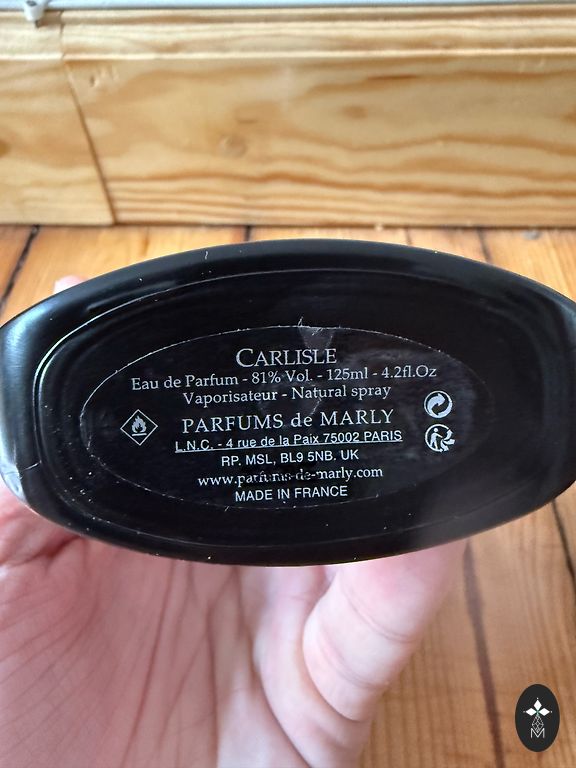 CARLISLE
Eau de Parfum - 81% Vol. - 125ml - 4.2fl.Oz
Vaporisateur - Natural spray
PARFUMS de MARLY
L.N.C. - 4 rue de la Paix 75002 PARIS
RP. MSL, BL9 5NB. UK
www.parfums-de-marly.com
MADE IN FRANCE
M